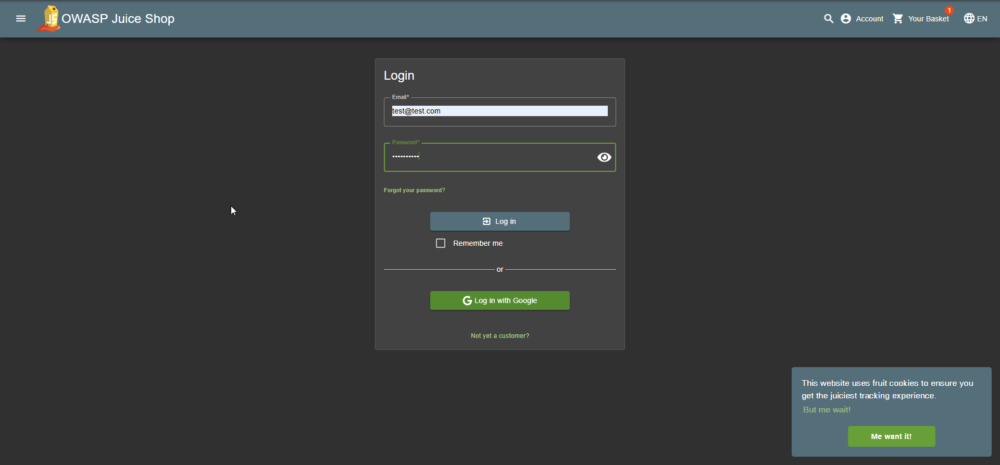 OWASP Juice Shop
Account
Your Basket
1
EN
Login
Email*
test@test.com
Password*
••••••••••
Forgot your password?
Log in
Remember me
or
G Log in with Google
Not yet a customer?
This website uses fruit cookies to ensure you
get the juiciest tracking experience.
But me wait!
Me want it!